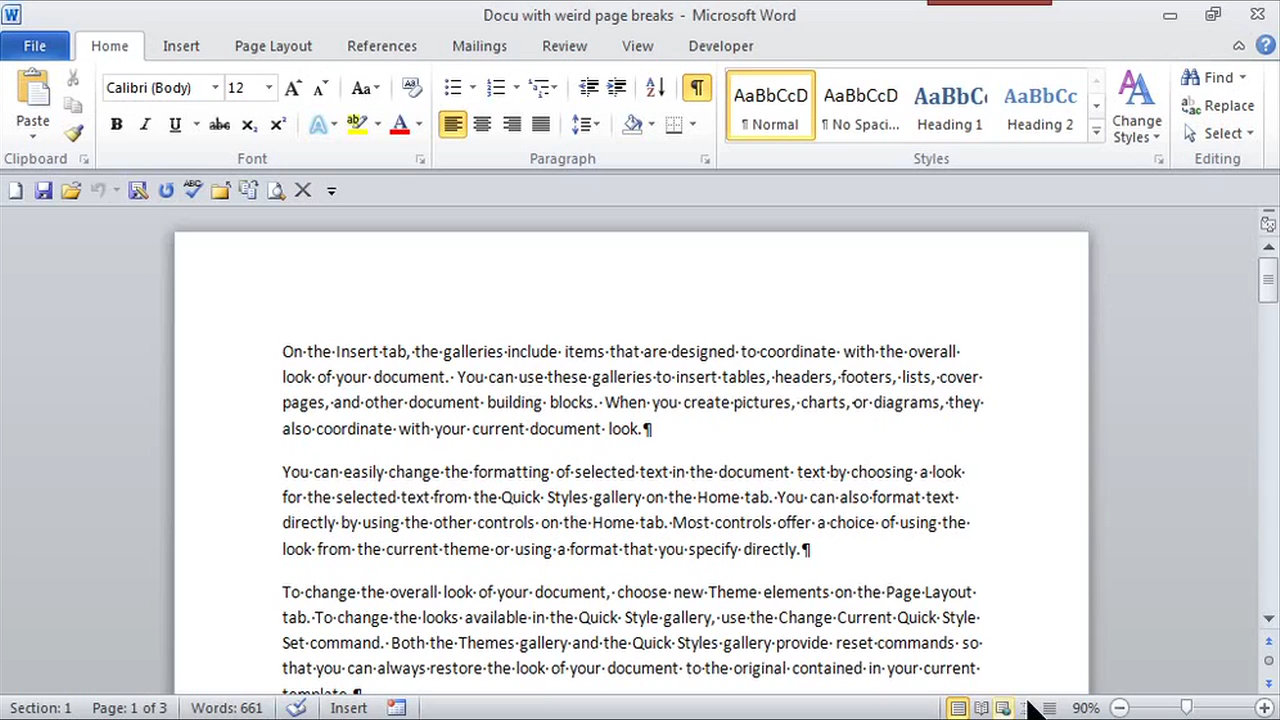 Docu with weird page breaks - Microsoft Word
File Home Insert Page Layout References Mailings Review View Developer
Calibri (Body) 12 Aa AaBbCcD AaBbCcD AaBbCc AaBbCc Find
Replace
Paste B I U abc x₂ x² A ab A ¶ Normal ¶ No Spaci... Heading 1 Heading 2 Change Styles Select
Clipboard Font Paragraph Styles Editing
On·the·Insert·tab,·the·galleries·include·items·that·are·designed·to·coordinate·with·the·overall·
look·of·your·document.·You·can·use·these·galleries·to·insert·tables,·headers,·footers,·lists,·cover·
pages,·and·other·document·building·blocks.·When·you·create·pictures,·charts,·or·diagrams,·they·
also·coordinate·with·your·current·document·look.¶
You·can·easily·change·the·formatting·of·selected·text·in·the·document·text·by·choosing·a·look·
for·the·selected·text·from·the·Quick·Styles·gallery·on·the·Home·tab.·You·can·also·format·text·
directly·by·using·the·other·controls·on·the·Home·tab.·Most·controls·offer·a·choice·of·using·the·
look·from·the·current·theme·or·using·a·format·that·you·specify·directly.¶
To·change·the·overall·look·of·your·document,·choose·new·Theme·elements·on·the·Page·Layout·
tab.·To·change·the·looks·available·in·the·Quick·Style·gallery,·use·the·Change·Current·Quick·Style·
Set·command.·Both·the·Themes·gallery·and·the·Quick·Styles·gallery·provide·reset·commands·so·
that·you·can·always·restore·the·look·of·your·document·to·the·original·contained·in·your·current·
template.¶
Section: 1 Page: 1 of 3 Words: 661 Insert 90%